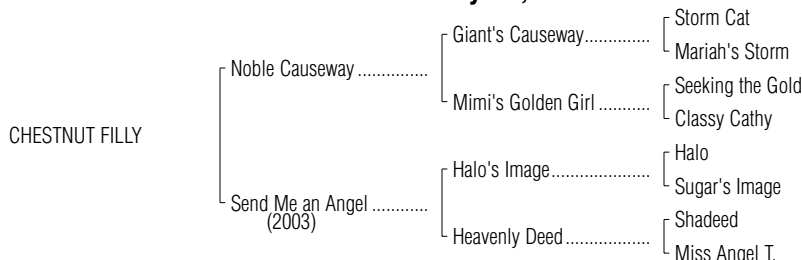 Storm Cat
Giant's Causeway..............
Mariah's Storm
Noble Causeway ...............
Seeking the Gold
Mimi's Golden Girl ...........
Classy Cathy
CHESTNUT FILLY
Halo
Halo's Image.....................
Sugar's Image
Send Me an Angel ............
(2003)
Shadeed
Heavenly Deed..................
Miss Angel T.